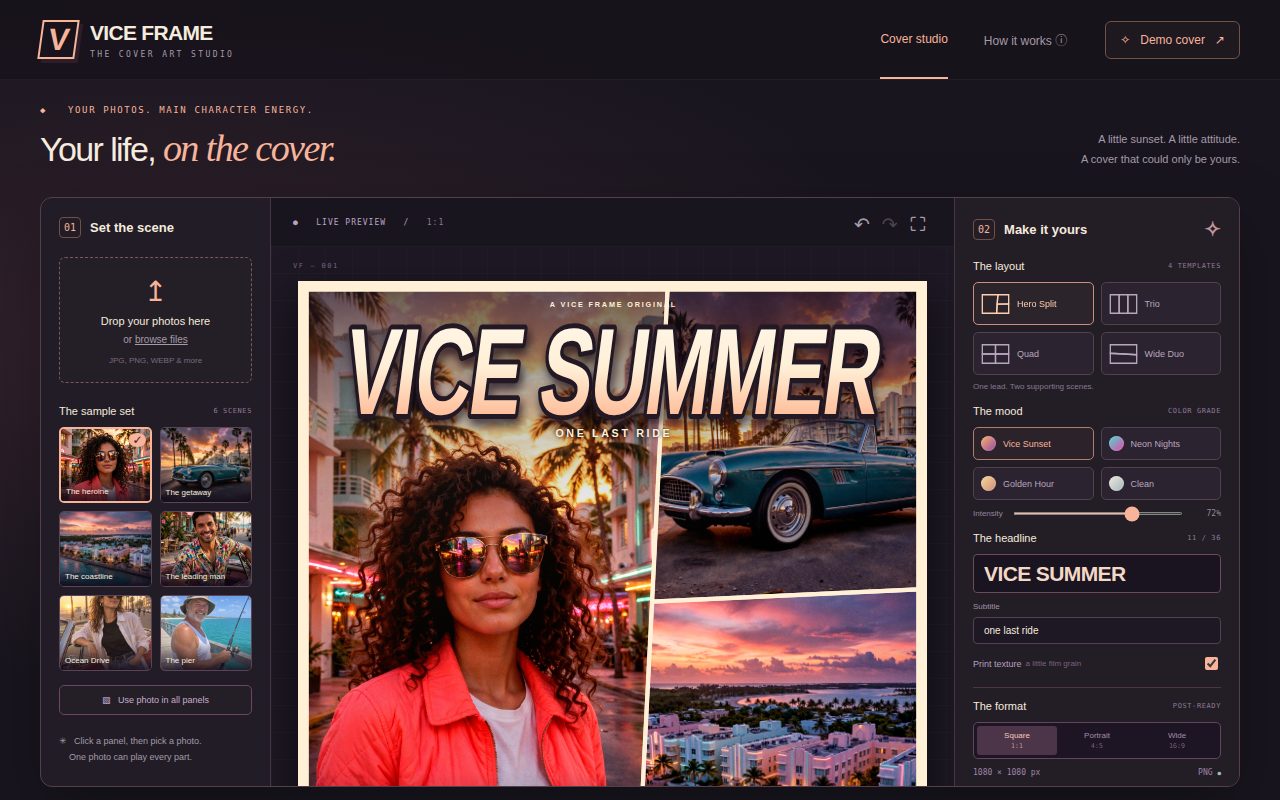 V
VICE FRAME
THE COVER ART STUDIO
Cover studio
How it works ⓘ
✧ Demo cover ↗
◆ YOUR PHOTOS. MAIN CHARACTER ENERGY.
Your life, on the cover.
A little sunset. A little attitude.
A cover that could only be yours.
01 Set the scene
Drop your photos here
or browse files
JPG, PNG, WEBP & more
The sample set
6 SCENES
The heroine
The getaway
The coastline
The leading man
Ocean Drive
The pier
Use photo in all panels
✳ Click a panel, then pick a photo.
One photo can play every part.
● LIVE PREVIEW / 1:1
VF — 001
A VICE FRAME ORIGINAL
VICE SUMMER
ONE LAST RIDE
02 Make it yours
The layout
4 TEMPLATES
Hero Split
Trio
Quad
Wide Duo
One lead. Two supporting scenes.
The mood
COLOR GRADE
Vice Sunset
Neon Nights
Golden Hour
Clean
Intensity
72%
The headline
11 / 36
VICE SUMMER
Subtitle
one last ride
Print texture a little film grain
The format
POST-READY
Square
1:1
Portrait
4:5
Wide
16:9
1080 × 1080 px
PNG